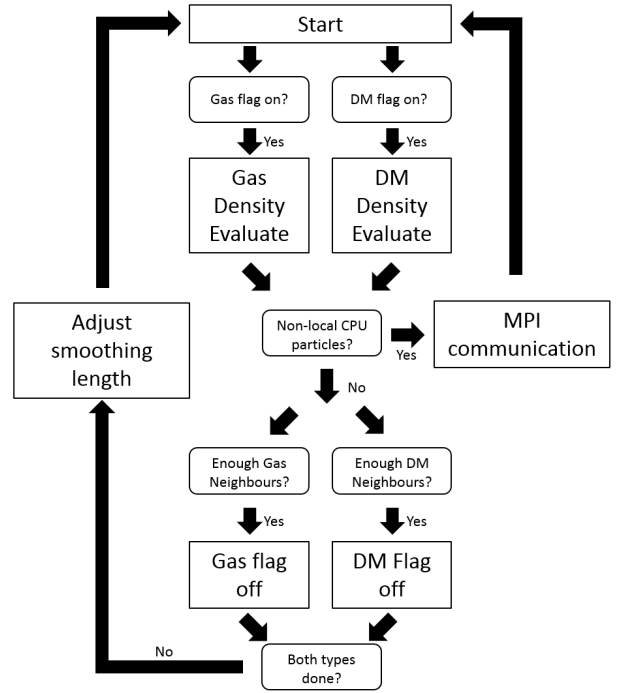 Start
Gas flag on?
DM flag on?
Yes
Yes
Gas
Density
Evaluate
DM
Density
Evaluate
Adjust
smoothing
length
Non-local CPU
particles?
Yes
MPI
communication
No
Enough Gas
Neighbours?
Enough DM
Neighbours?
Yes
Yes
Gas flag
off
DM Flag
off
No
Both types
done?